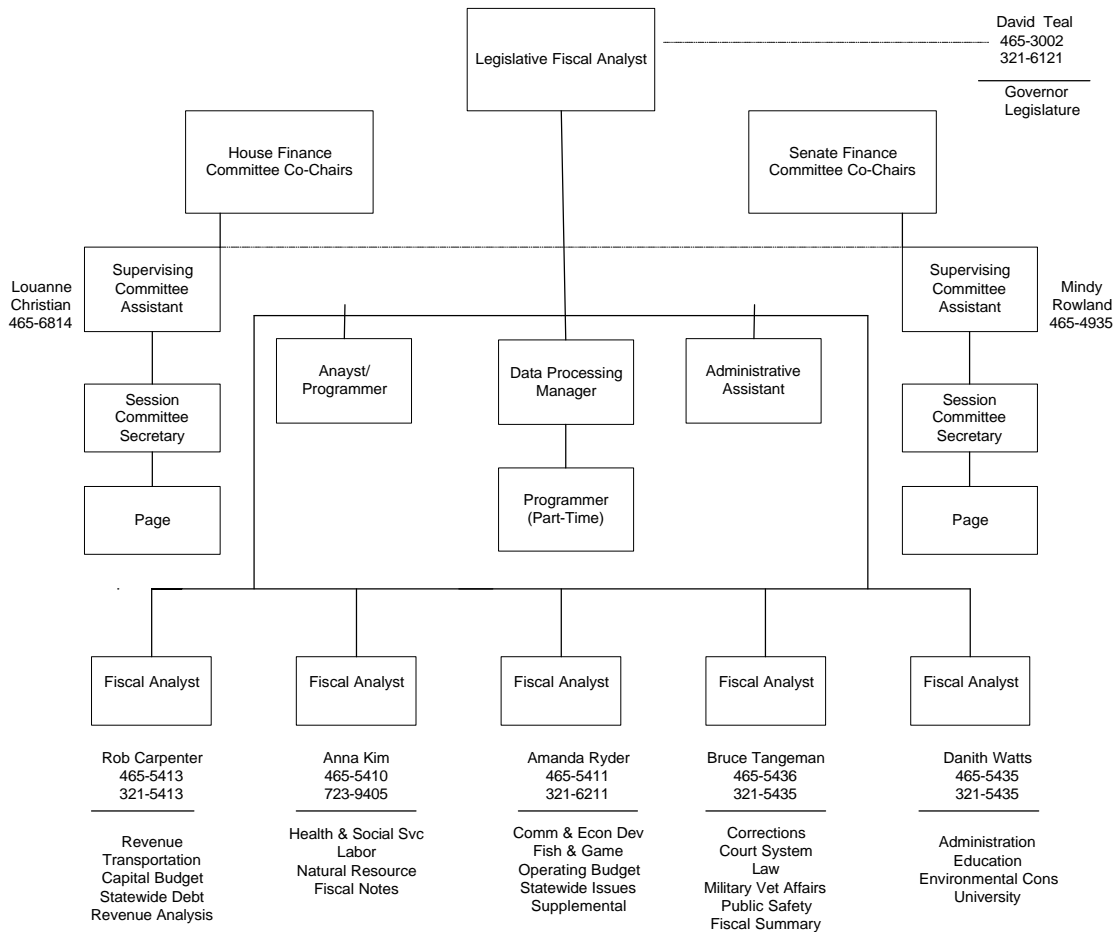 David Teal
465-3002
321-6121
Governor
Legislature
Legislative Fiscal Analyst
House Finance
Committee Co-Chairs
Senate Finance
Committee Co-Chairs
Louanne
Christian
465-6814
Supervising
Committee
Assistant
Supervising
Committee
Assistant
Mindy
Rowland
465-4935
Anayst/
Programmer
Data Processing
Manager
Administrative
Assistant
Session
Committee
Secretary
Session
Committee
Secretary
Page
Programmer
(Part-Time)
Page
Fiscal Analyst
Fiscal Analyst
Fiscal Analyst
Fiscal Analyst
Fiscal Analyst
Rob Carpenter
465-5413
321-5413
Revenue
Transportation
Capital Budget
Statewide Debt
Revenue Analysis
Anna Kim
465-5410
723-9405
Health & Social Svc
Labor
Natural Resource
Fiscal Notes
Amanda Ryder
465-5411
321-6211
Comm & Econ Dev
Fish & Game
Operating Budget
Statewide Issues
Supplemental
Bruce Tangeman
465-5436
321-5435
Corrections
Court System
Law
Military Vet Affairs
Public Safety
Fiscal Summary
Danith Watts
465-5435
321-5435
Administration
Education
Environmental Cons
University